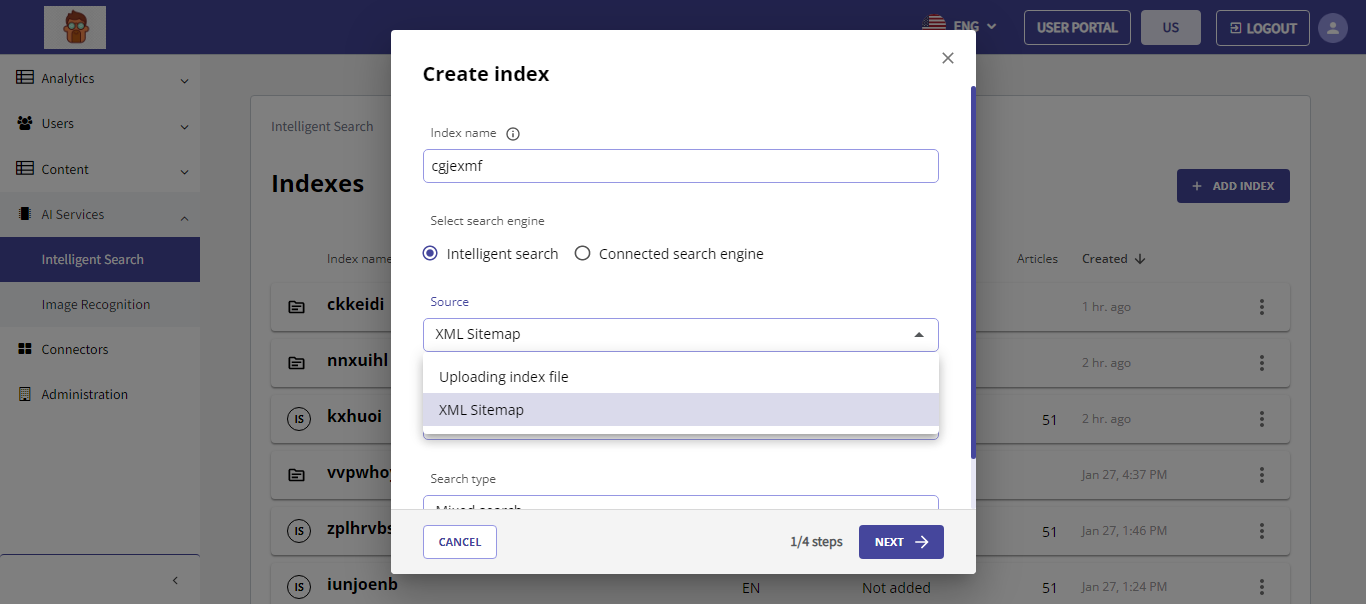 ENG
USER PORTAL
US
LOGOUT
Analytics
Users
Content
AI Services
Intelligent Search
Image Recognition
Connectors
Administration
Intelligent Search
Indexes
+ ADD INDEX
Index name
Articles
Created
ckkeidi
1 hr. ago
nnxuihl
2 hr. ago
IS kxhuoi 51 2 hr. ago
Jan 27, 4:37 PM
IS 51 Jan 27, 1:46 PM
IS iunjoenb EN Not added 51 Jan 27, 1:24 PM
Create index
Index name
cgjexmf
Select search engine
Intelligent search
Connected search engine
Source
XML Sitemap
Uploading index file
XML Sitemap
Search type
Mixed search
CANCEL
1/4 steps
NEXT